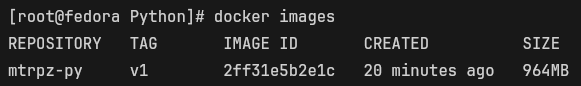 [root@fedora Python]# docker images
REPOSITORY   TAG       IMAGE ID       CREATED          SIZE
mtrpz-py     v1        2ff31e5b2e1c   20 minutes ago   964MB